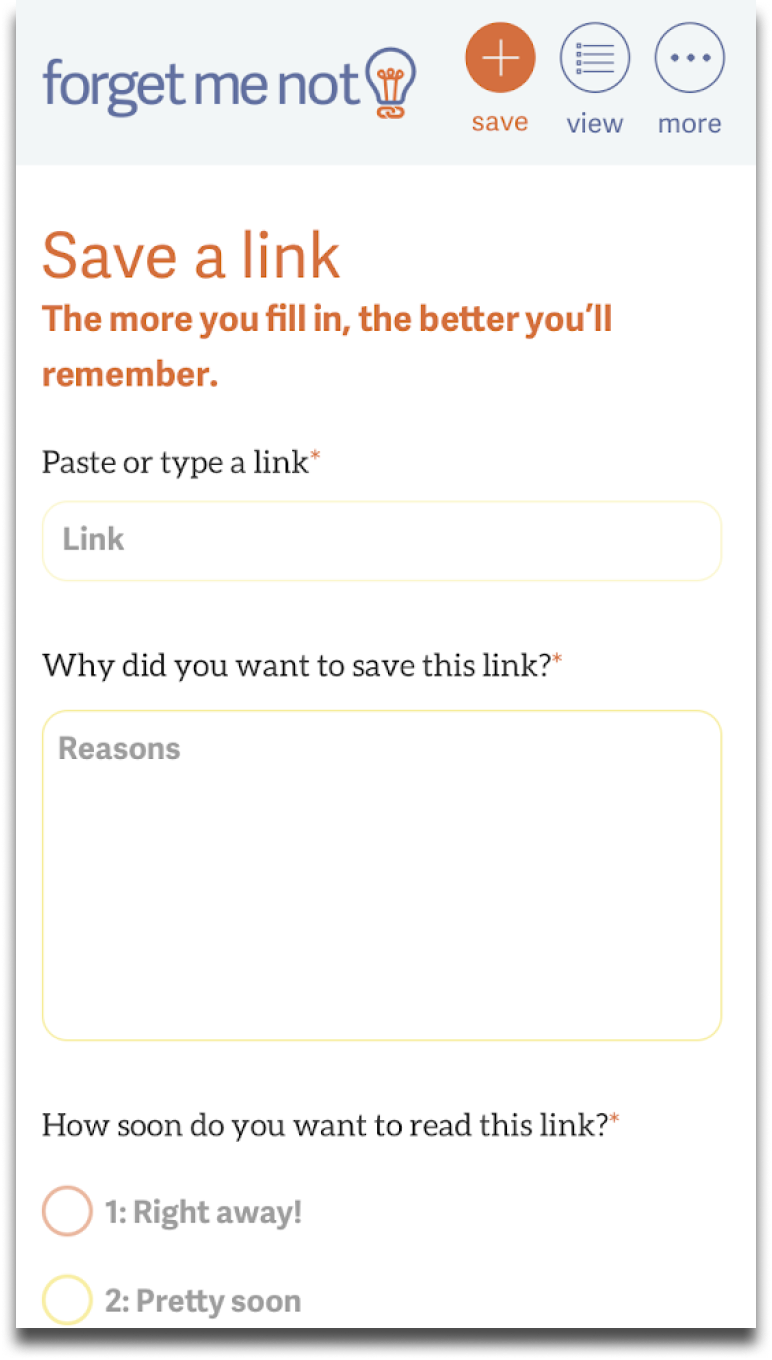 forget me not
save
view
more
Save a link
The more you fill in, the better you’ll
remember.
Paste or type a link*
Link
Why did you want to save this link?*
Reasons
How soon do you want to read this link?*
1: Right away!
2: Pretty soon